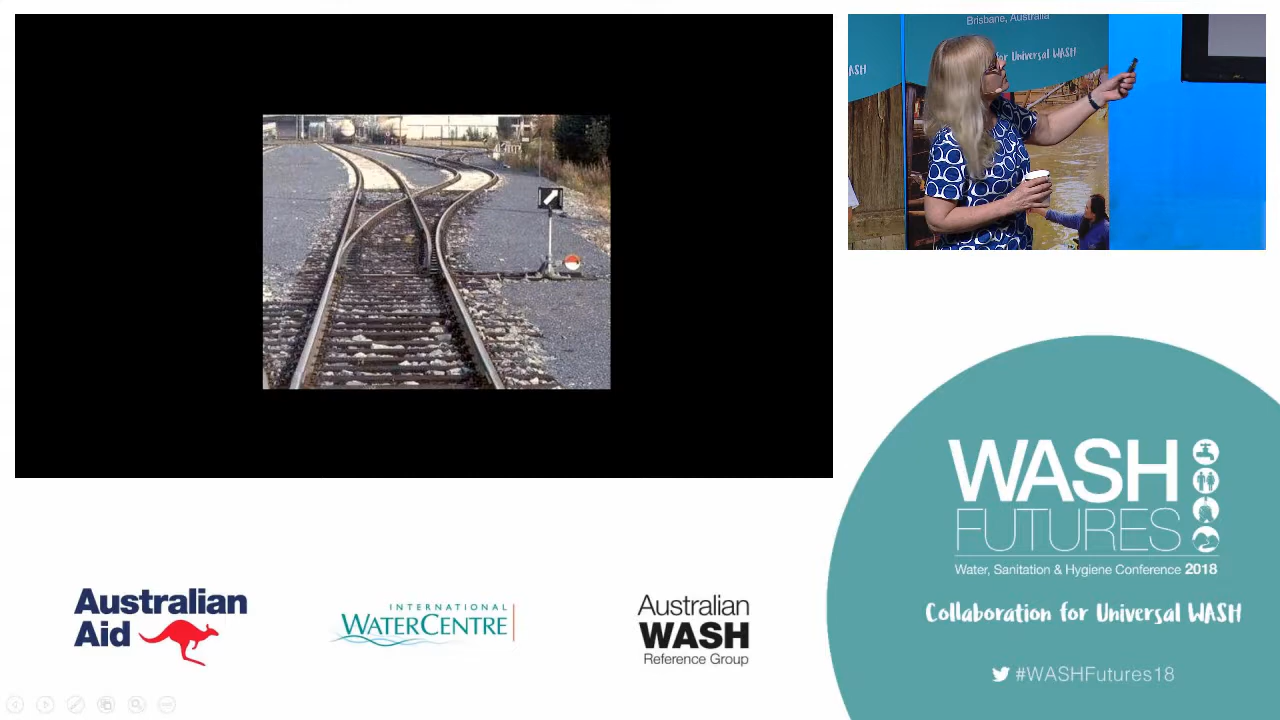 Brisbane, Australia
for Universal WASH
ASH
WASH
FUTURES
Water, Sanitation & Hygiene Conference 2018
Collaboration for Universal WASH
#WASHFutures18
Australian
Aid
INTERNATIONAL
WATERCENTRE
Australian
WASH
Reference Group